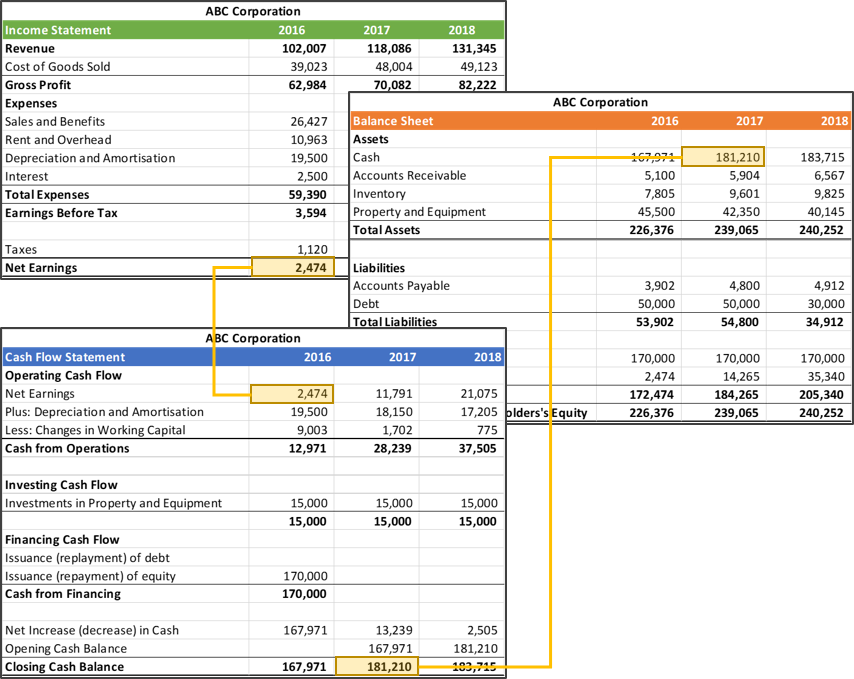 ABC Corporation
Income Statement 2016 2017 2018
Revenue 102,007 118,086 131,345
Cost of Goods Sold 39,023 48,004 49,123
Gross Profit 62,984 70,082 82,222
Expenses
Sales and Benefits 26,427
Rent and Overhead 10,963
Depreciation and Amortisation 19,500
Interest 2,500
Total Expenses 59,390
Earnings Before Tax 3,594
Taxes 1,120
Net Earnings 2,474
ABC Corporation
Balance Sheet 2016 2017 2018
Assets
Cash 167,971 181,210 183,715
Accounts Receivable 5,100 5,904 6,567
Inventory 7,805 9,601 9,825
Property and Equipment 45,500 42,350 40,145
Total Assets 226,376 239,065 240,252
Liabilities
Accounts Payable 3,902 4,800 4,912
Debt 50,000 50,000 30,000
Total Liabilities 53,902 54,800 34,912
170,000 170,000 170,000
2,474 14,265 35,340
172,474 184,265 205,340
olders's Equity 226,376 239,065 240,252
ABC Corporation
Cash Flow Statement 2016 2017 2018
Operating Cash Flow
Net Earnings 2,474 11,791 21,075
Plus: Depreciation and Amortisation 19,500 18,150 17,205
Less: Changes in Working Capital 9,003 1,702 775
Cash from Operations 12,971 28,239 37,505
Investing Cash Flow
Investments in Property and Equipment 15,000 15,000 15,000
15,000 15,000 15,000
Financing Cash Flow
Issuance (replayment) of debt
Issuance (repayment) of equity 170,000
Cash from Financing 170,000
Net Increase (decrease) in Cash 167,971 13,239 2,505
Opening Cash Balance 167,971 181,210
Closing Cash Balance 167,971 181,210 183,715